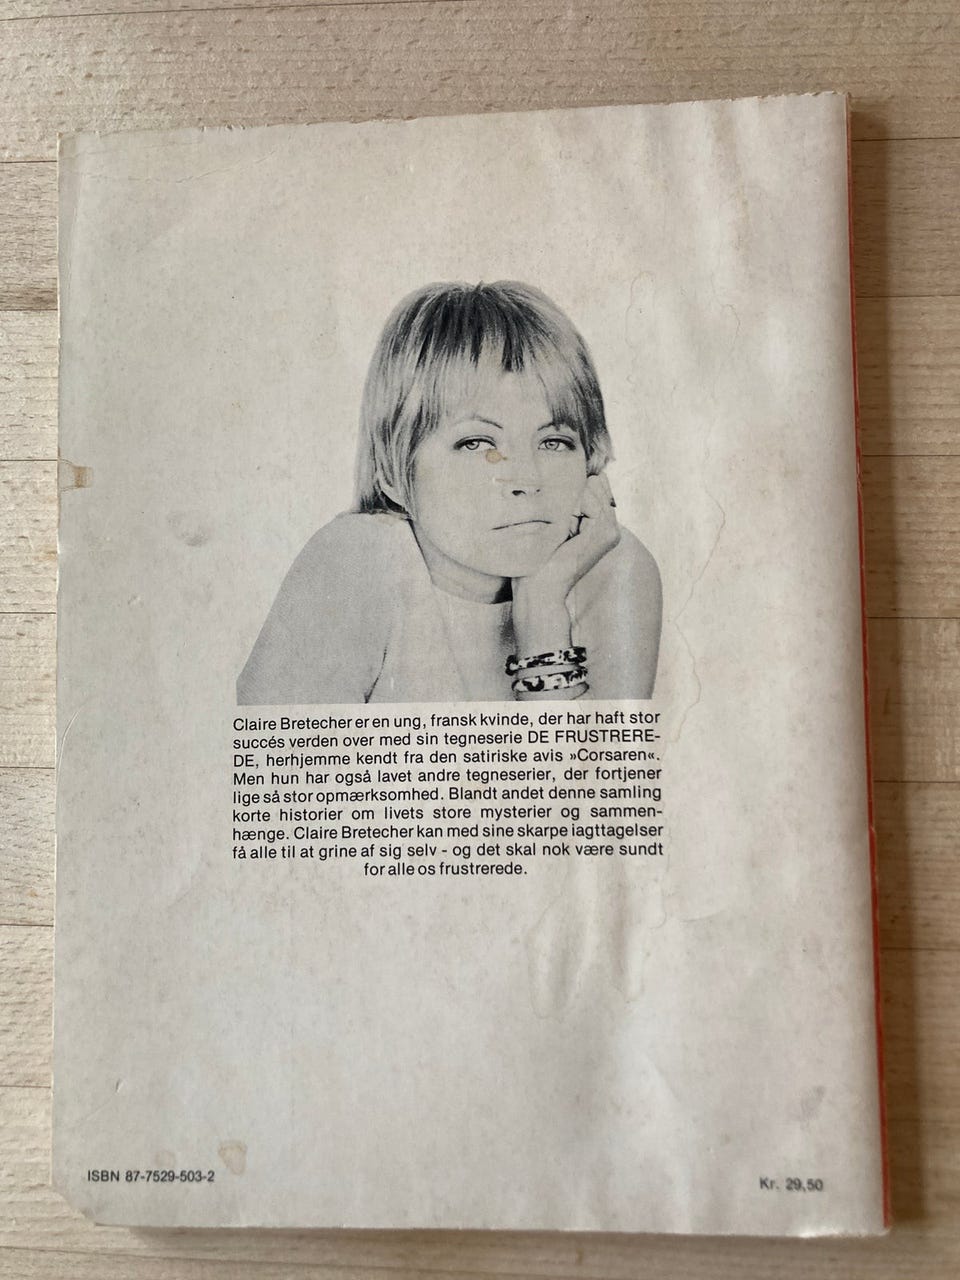 Claire Bretecher er en ung, fransk kvinde, der har haft stor
succés verden over med sin tegneserie DE FRUSTRERE-
DE, herhjemme kendt fra den satiriske avis »Corsaren«.
Men hun har også lavet andre tegneserier, der fortjener
lige så stor opmærksomhed. Blandt andet denne samling
korte historier om livets store mysterier og sammen-
hænge. Claire Bretecher kan med sine skarpe iagttagelser
få alle til at grine af sig selv - og det skal nok være sundt
for alle os frustrerede.
ISBN 87-7529-503-2
Kr. 29,50